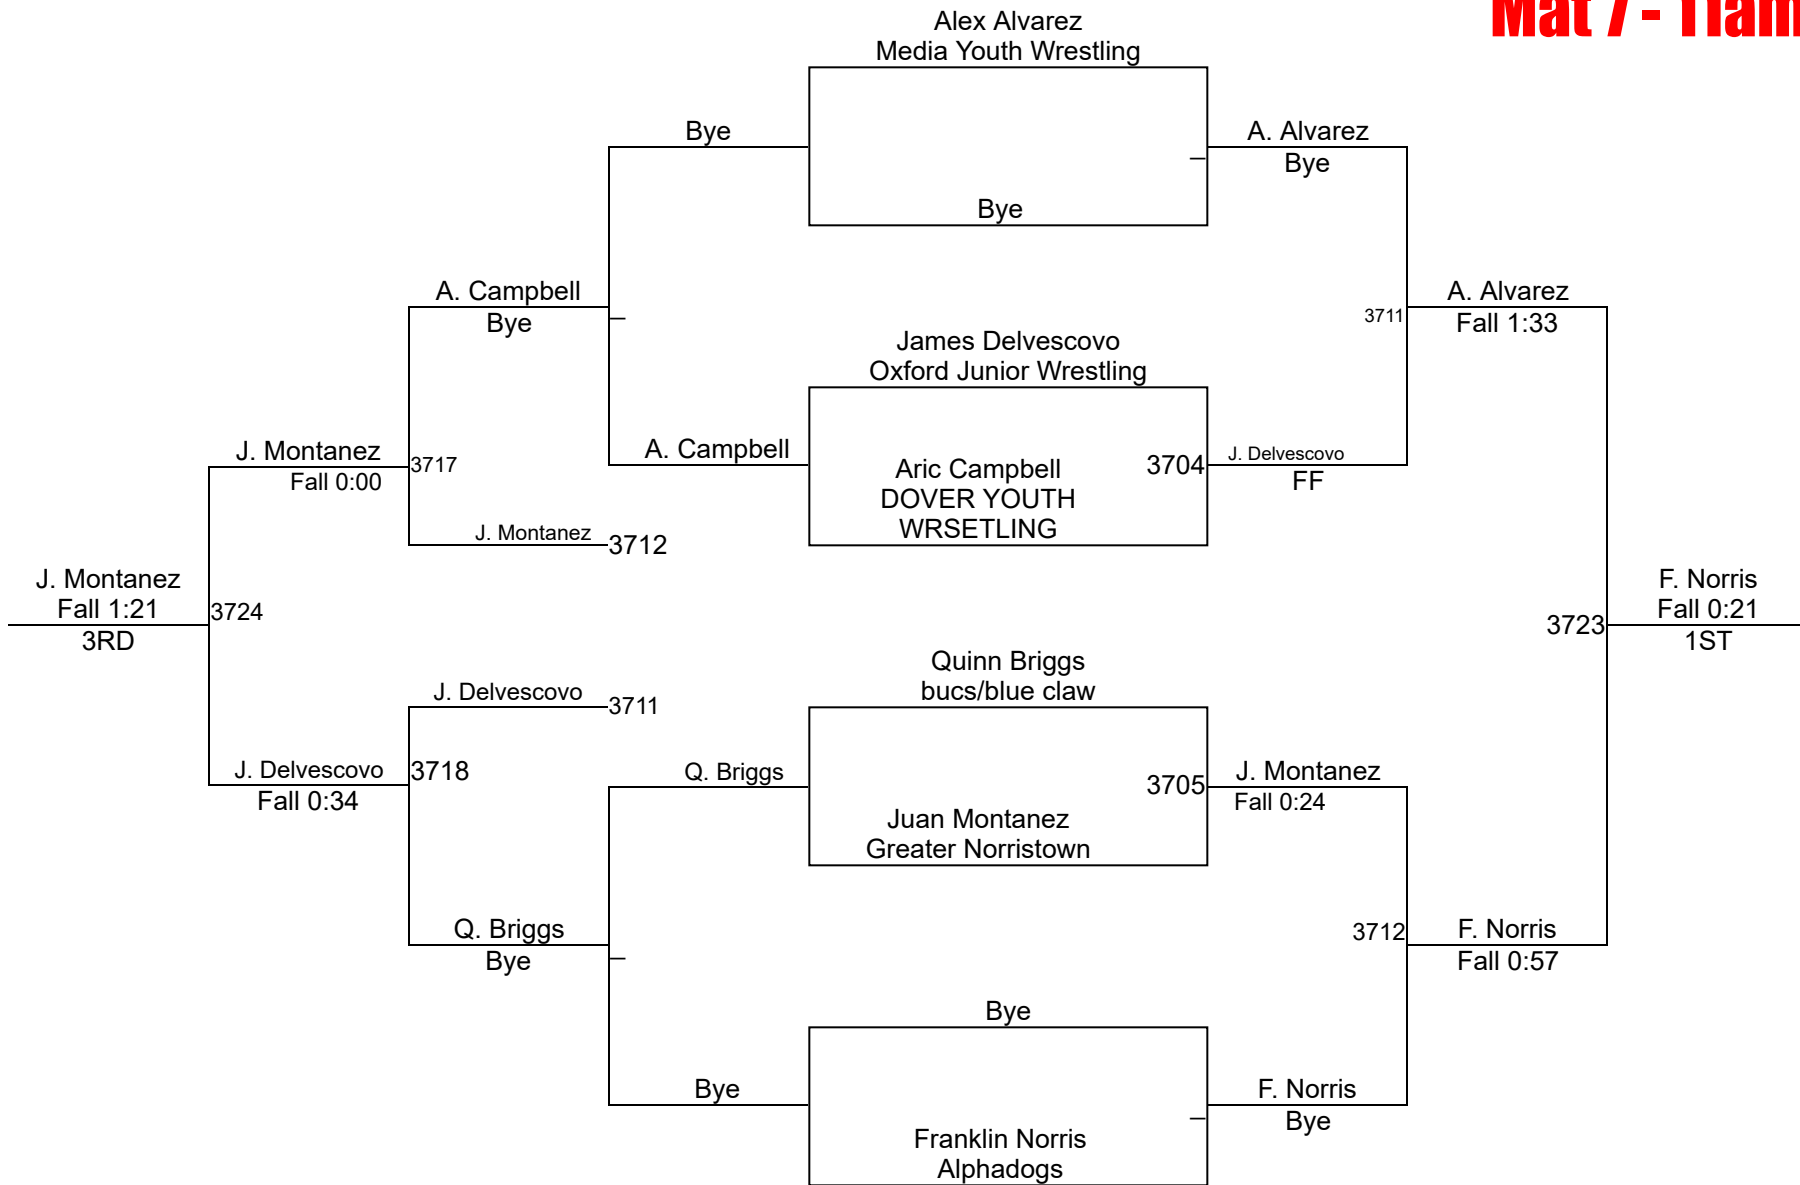 Mat 7 - 11am
Alex Alvarez
Media Youth Wrestling
Bye
A. Alvarez
Bye
Bye
A. Campbell
Bye
A. Alvarez
Fall 1:33
3711
James Delvescovo
Oxford Junior Wrestling
A. Campbell
J. Montanez
Fall 0:00
3717
Aric Campbell
DOVER YOUTH
WRSETLING
3704
J. Delvescovo
FF
J. Montanez
3712
J. Montanez
Fall 1:21
3RD
3724
3723
F. Norris
Fall 0:21
1ST
Quinn Briggs
bucs/blue claw
J. Delvescovo
3711
J. Delvescovo
Fall 0:34
3718
Q. Briggs
3705
J. Montanez
Fall 0:24
Juan Montanez
Greater Norristown
Q. Briggs
Bye
3712
F. Norris
Fall 0:57
Bye
Bye
F. Norris
Bye
Franklin Norris
Alphadogs